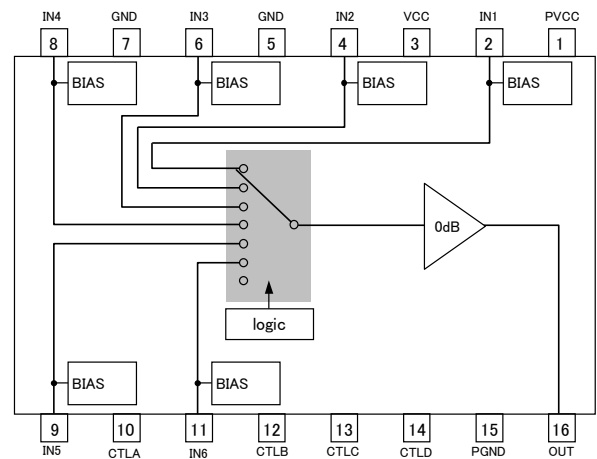 IN4 GND IN3 GND IN2 VCC IN1 PVCC
8 7 6 5 4 3 2 1
BIAS BIAS BIAS BIAS
0dB
logic
BIAS BIAS
9 10 11 12 13 14 15 16
IN5 CTLA IN6 CTLB CTLC CTLD PGND OUT